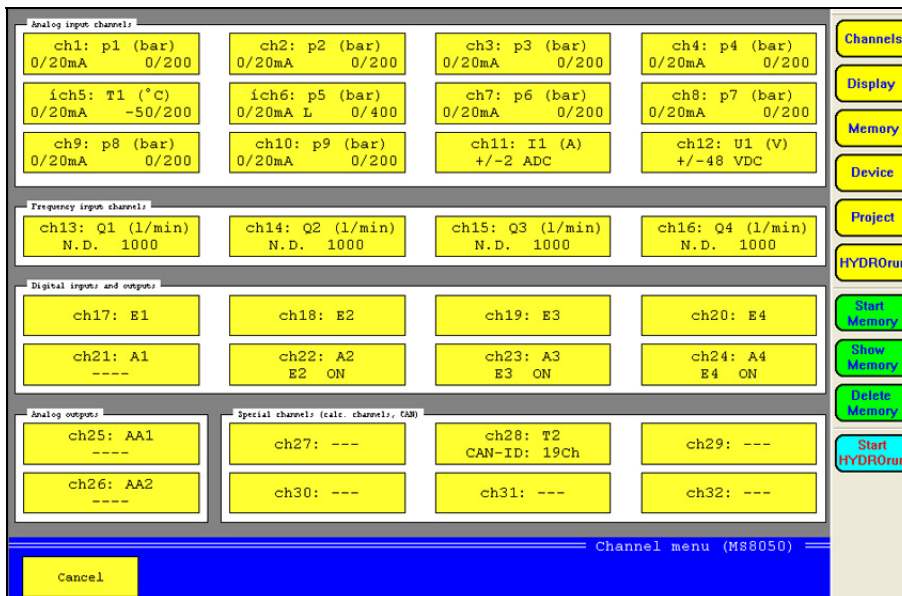 Analog input channels
ch1: p1 (bar)
0/20mA 0/200
ch2: p2 (bar)
0/20mA 0/200
ch3: p3 (bar)
0/20mA 0/200
ch4: p4 (bar)
0/20mA 0/200
ích5: T1 (°C)
0/20mA -50/200
ích6: p5 (bar)
0/20mA L 0/400
ch7: p6 (bar)
0/20mA 0/200
ch8: p7 (bar)
0/20mA 0/200
ch9: p8 (bar)
0/20mA 0/200
ch10: p9 (bar)
0/20mA 0/200
ch11: I1 (A)
+/-2 ADC
ch12: U1 (V)
+/-48 VDC
Frequency input channels
ch13: Q1 (l/min)
N.D. 1000
ch14: Q2 (l/min)
N.D. 1000
ch15: Q3 (l/min)
N.D. 1000
ch16: Q4 (l/min)
N.D. 1000
Digital inputs and outputs
ch17: E1
ch18: E2
ch19: E3
ch20: E4
ch21: A1
----
ch22: A2
E2 ON
ch23: A3
E3 ON
ch24: A4
E4 ON
Analog outputs
ch25: AA1
----
ch26: AA2
----
Special channels (calc. channels, CAN)
ch27: ---
ch28: T2
CAN-ID: 19Ch
ch29: ---
ch30: ---
ch31: ---
ch32: ---
Channel menu (MS8050)
Cancel
Channels
Display
Memory
Device
Project
HYDROrun
Start
Memory
Show
Memory
Delete
Memory
Start
HYDROrun